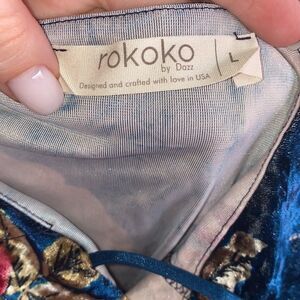 rokoko
by Dazz
L
Designed and crafted with love in USA